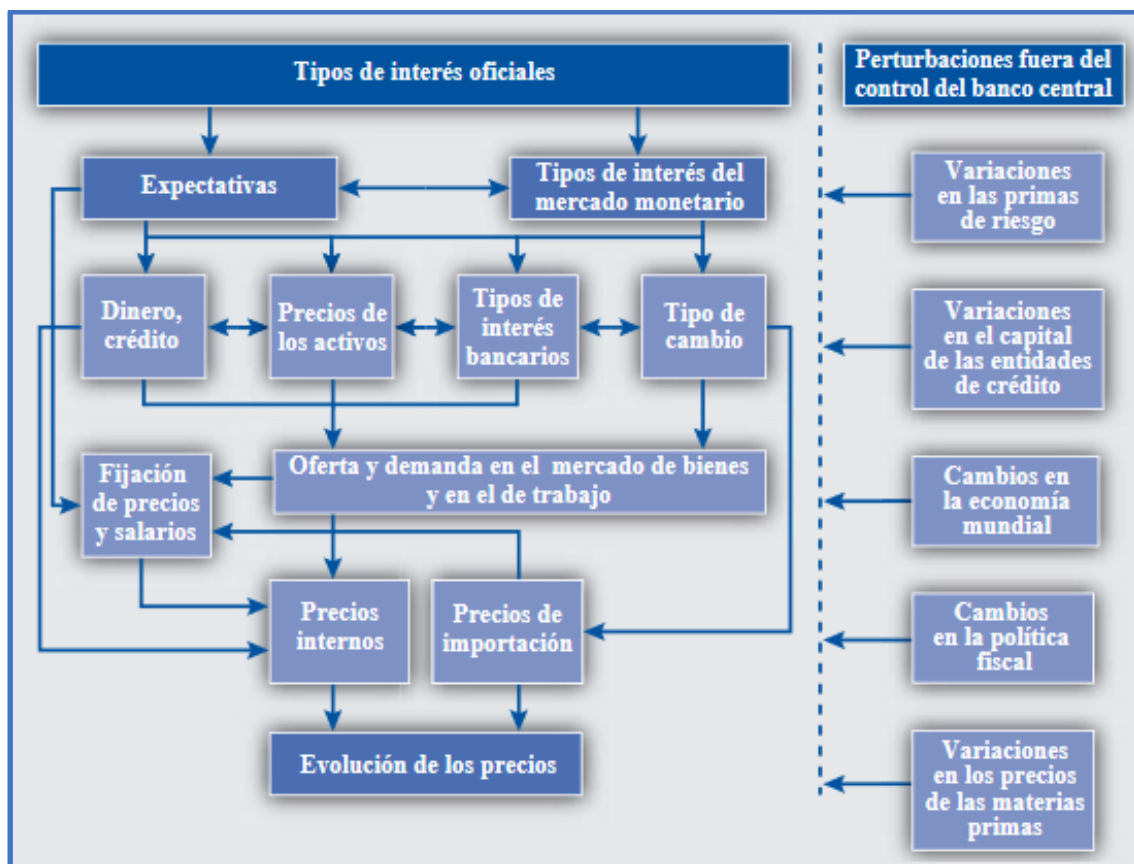 Tipos de interés oficiales
Perturbaciones fuera del
control del banco central
Expectativas
Tipos de interés del
mercado monetario
Variaciones
en las primas
de riesgo
Dinero,
crédito
Precios de
los activos
Tipos de
interés
bancarios
Tipo de
cambio
Variaciones
en el capital
de las entidades
de crédito
Fijación
de precios
y salarios
Oferta y demanda en el mercado de bienes
y en el de trabajo
Cambios en
la economía
mundial
Precios
internos
Precios de
importación
Cambios
en la política
fiscal
Evolución de los precios
Variaciones
en los precios
de las materias
primas